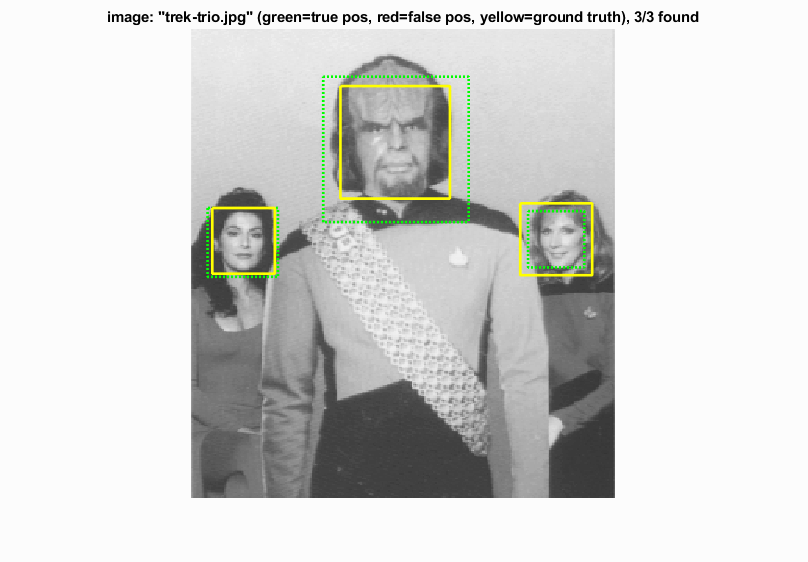 image: "trek-trio.jpg" (green=true pos, red=false pos, yellow=ground truth), 3/3 found